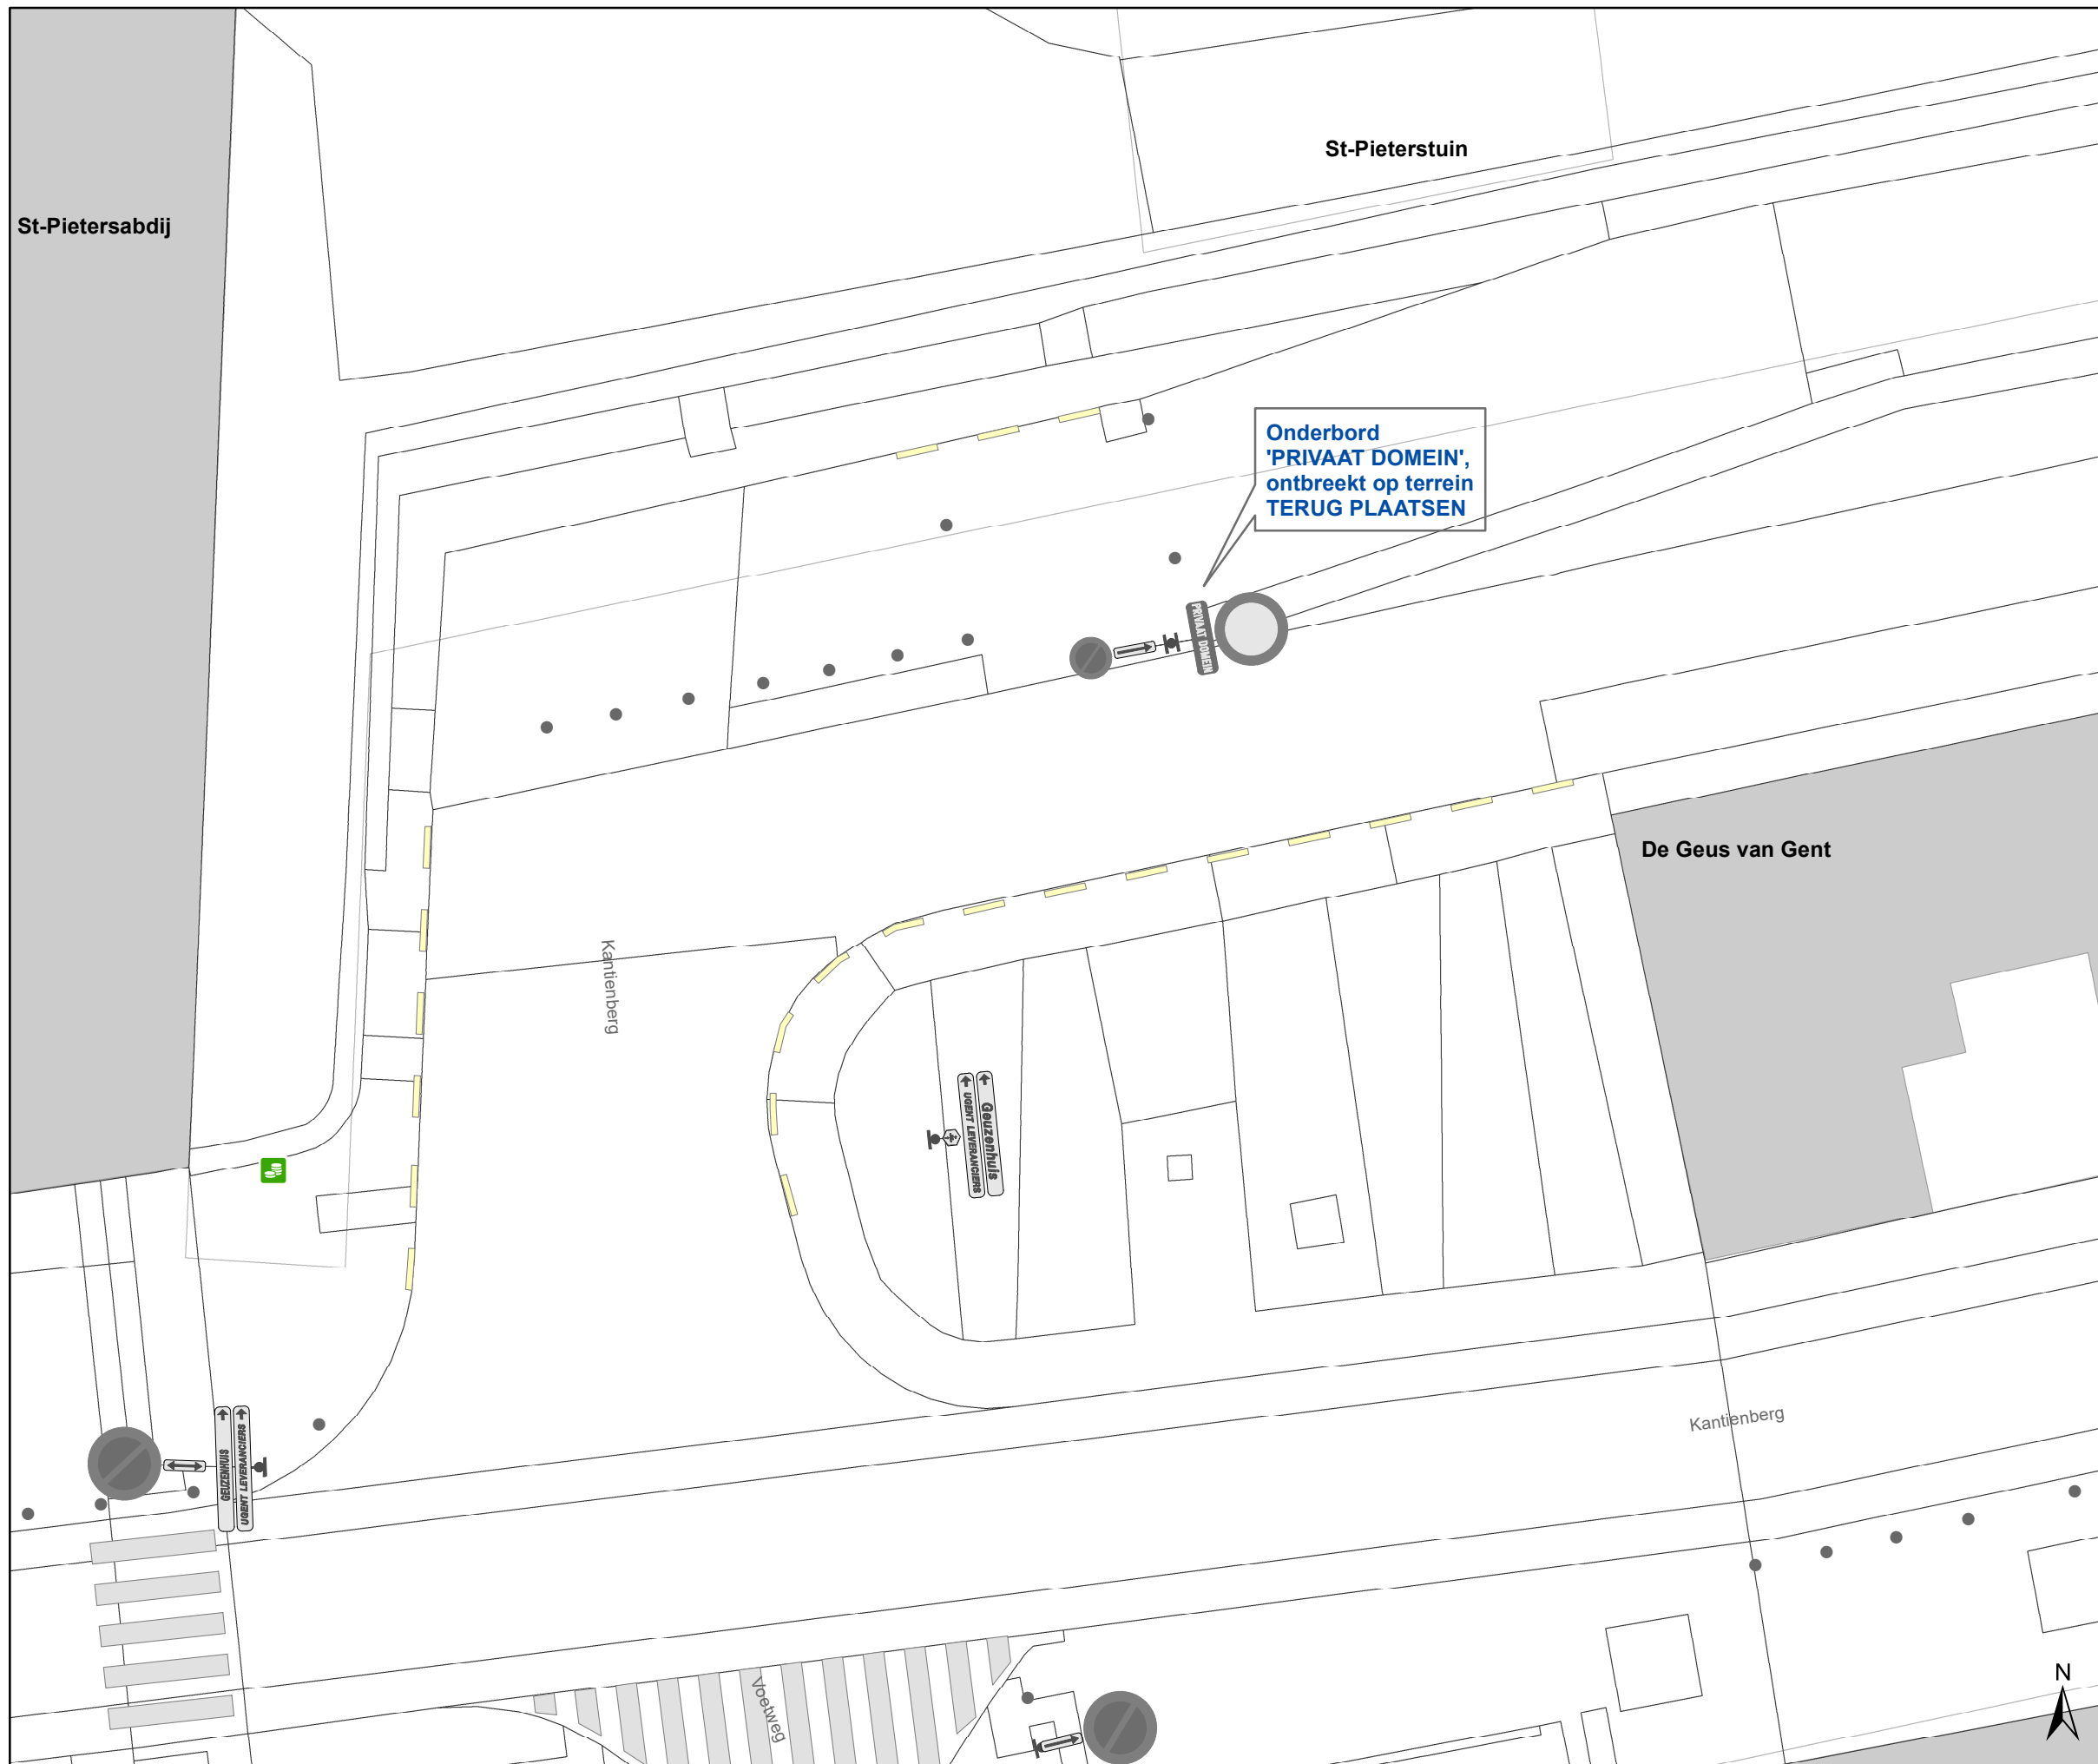 St-Pieterstuin
St-Pietersabdij
Onderbord
'PRIVAAT DOMEIN',
ontbreekt op terrein
TERUG PLAATSEN
PRIVAAT DOMEIN
De Geus van Gent
Kantienberg
Geuzenhuis
UGENT LEVERANCIERS
Kantienberg
GEUZENHUIS
UGENT LEVERANCIERS
Voetweg
N